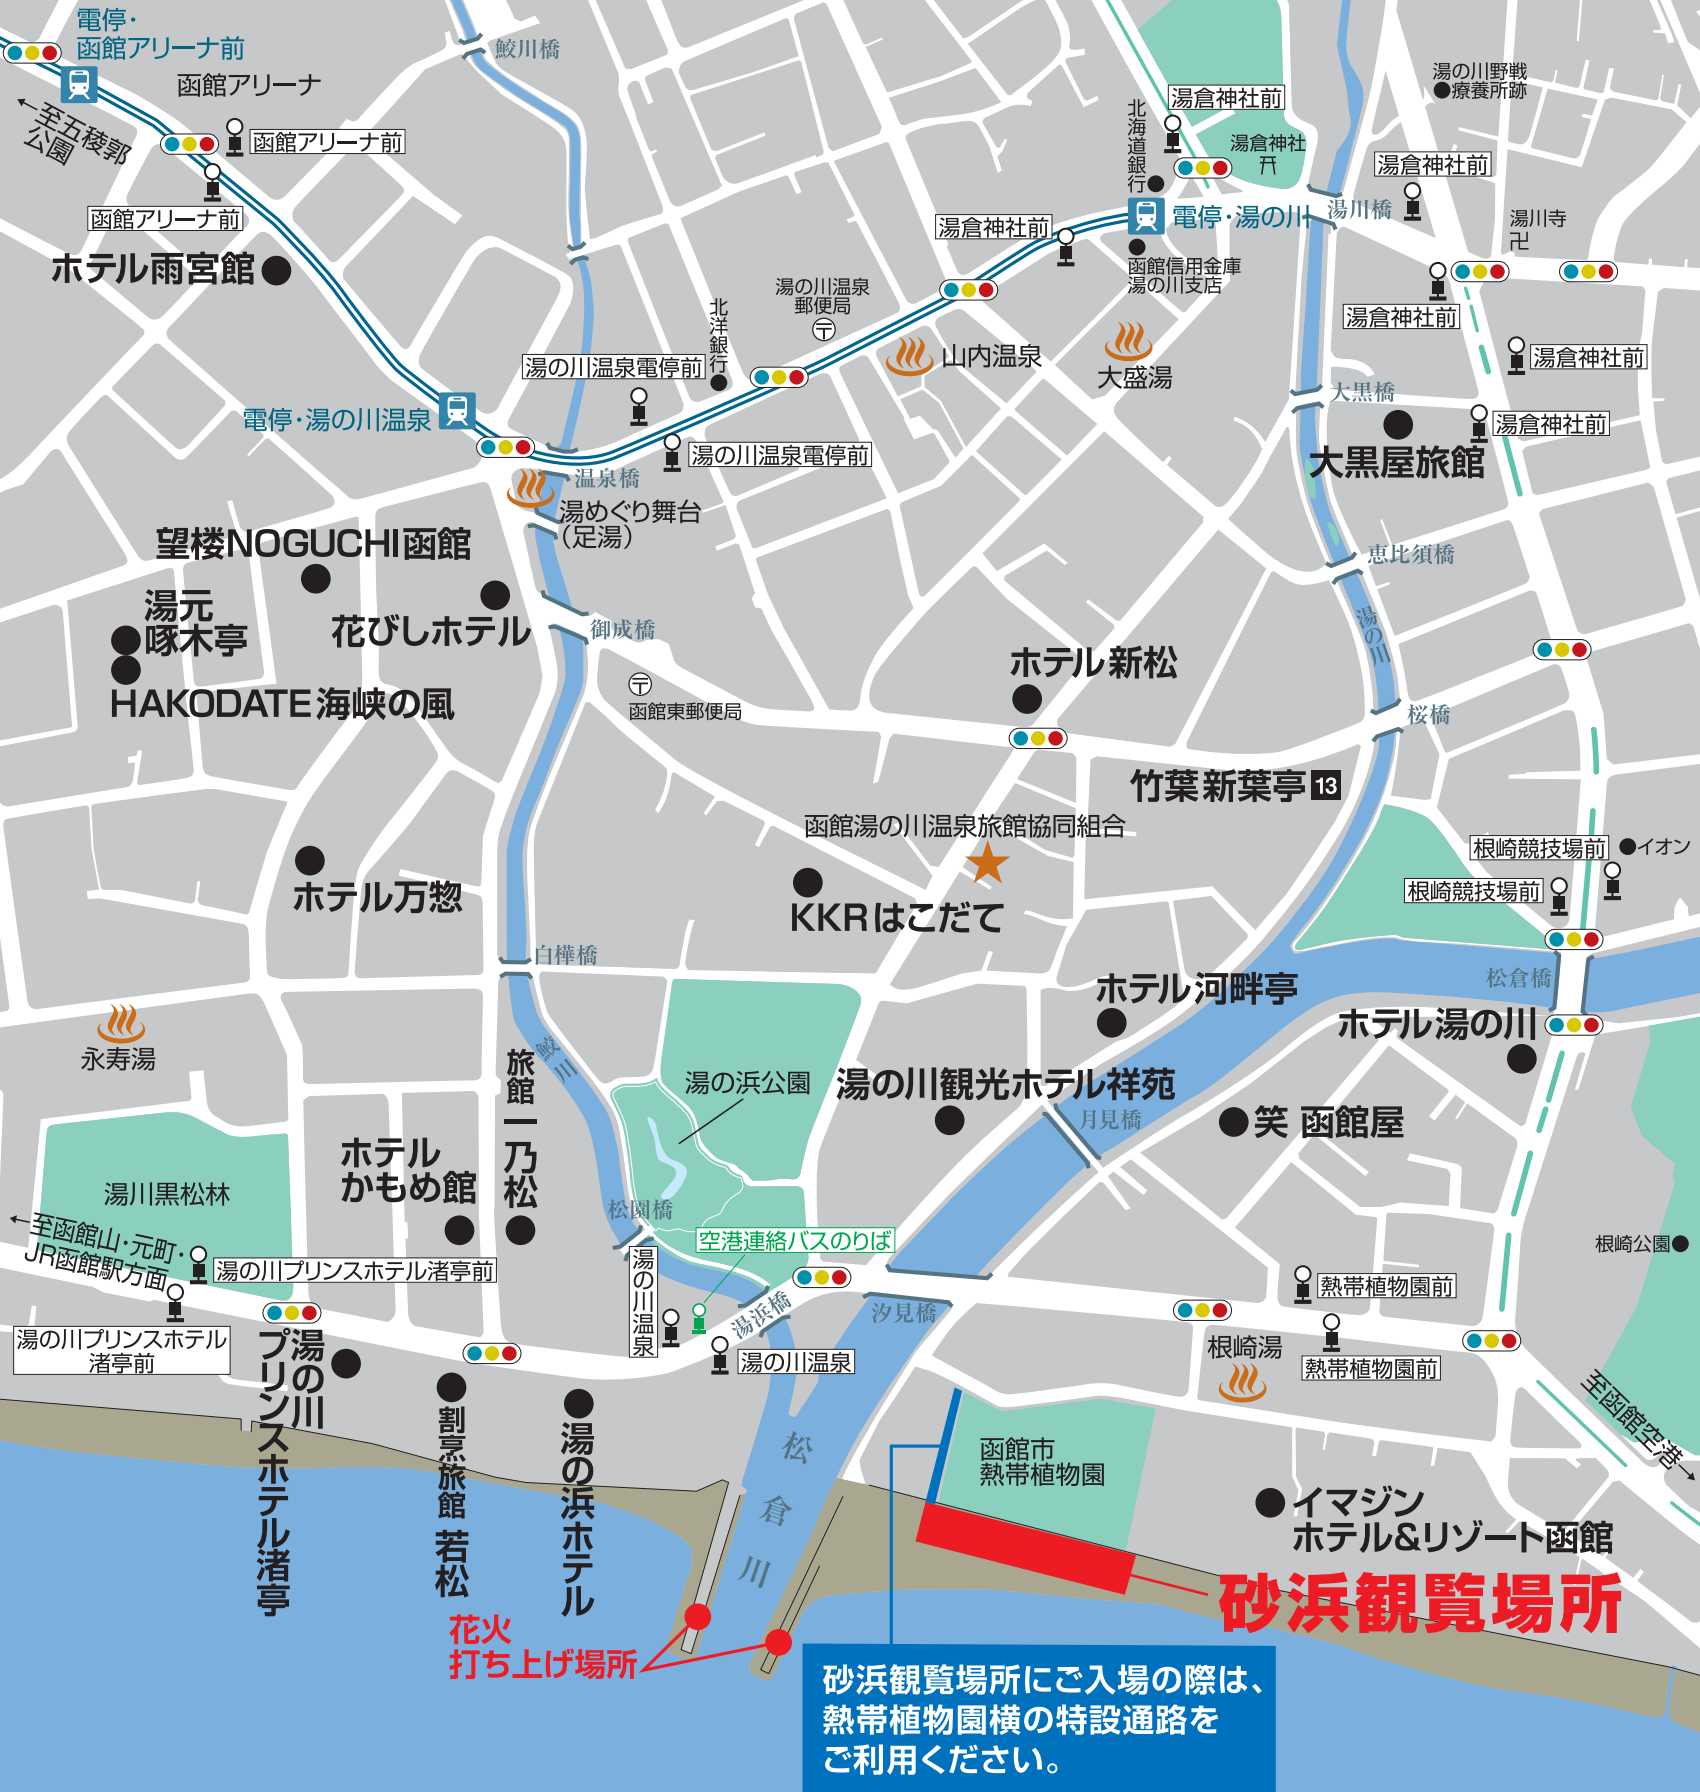 電停・
函館アリーナ前
函館アリーナ
←至五稜郭
公園
函館アリーナ前
函館アリーナ前
ホテル雨宮館
鮫川橋
湯倉神社前
湯倉神社
北海道銀行
湯の川野戦
療養所跡
湯倉神社前
湯川橋
湯川寺
卍
湯倉神社前
電停・湯の川
函館信用金庫
湯の川支店
湯倉神社前
湯倉神社前
湯の川温泉
郵便局
〒
北洋銀行
湯の川温泉電停前
山内温泉
大盛湯
大黒橋
湯倉神社前
大黒屋旅館
電停・湯の川温泉
湯の川温泉電停前
温泉橋
湯めぐり舞台
(足湯)
恵比須橋
望楼NOGUCHI函館
湯元
啄木亭
花びしホテル
御成橋
HAKODATE海峡の風
〒
函館東郵便局
ホテル新松
湯の川
桜橋
竹葉新葉亭 13
函館湯の川温泉旅館協同組合
根崎競技場前
イオン
根崎競技場前
ホテル万惣
KKRはこだて
白樺橋
ホテル河畔亭
松倉橋
ホテル湯の川
永寿湯
鮫川
旅館一乃松
湯の浜公園
湯の川観光ホテル祥苑
月見橋
笑 函館屋
ホテル
かもめ館
湯川黒松林
松園橋
←至函館山・元町・
JR函館駅方面
空港連絡バスのりば
根崎公園
湯の川プリンスホテル渚亭前
湯の川温泉
湯浜橋
汐見橋
熱帯植物園前
湯の川プリンスホテル
渚亭前
湯の川温泉
根崎湯
熱帯植物園前
湯の川
プリンスホテル渚亭
割烹旅館 若松
湯の浜ホテル
松倉川
函館市
熱帯植物園
至函館空港→
イマジン
ホテル&リゾート函館
砂浜観覧場所
花火
打ち上げ場所
砂浜観覧場所にご入場の際は、
熱帯植物園横の特設通路を
ご利用ください。